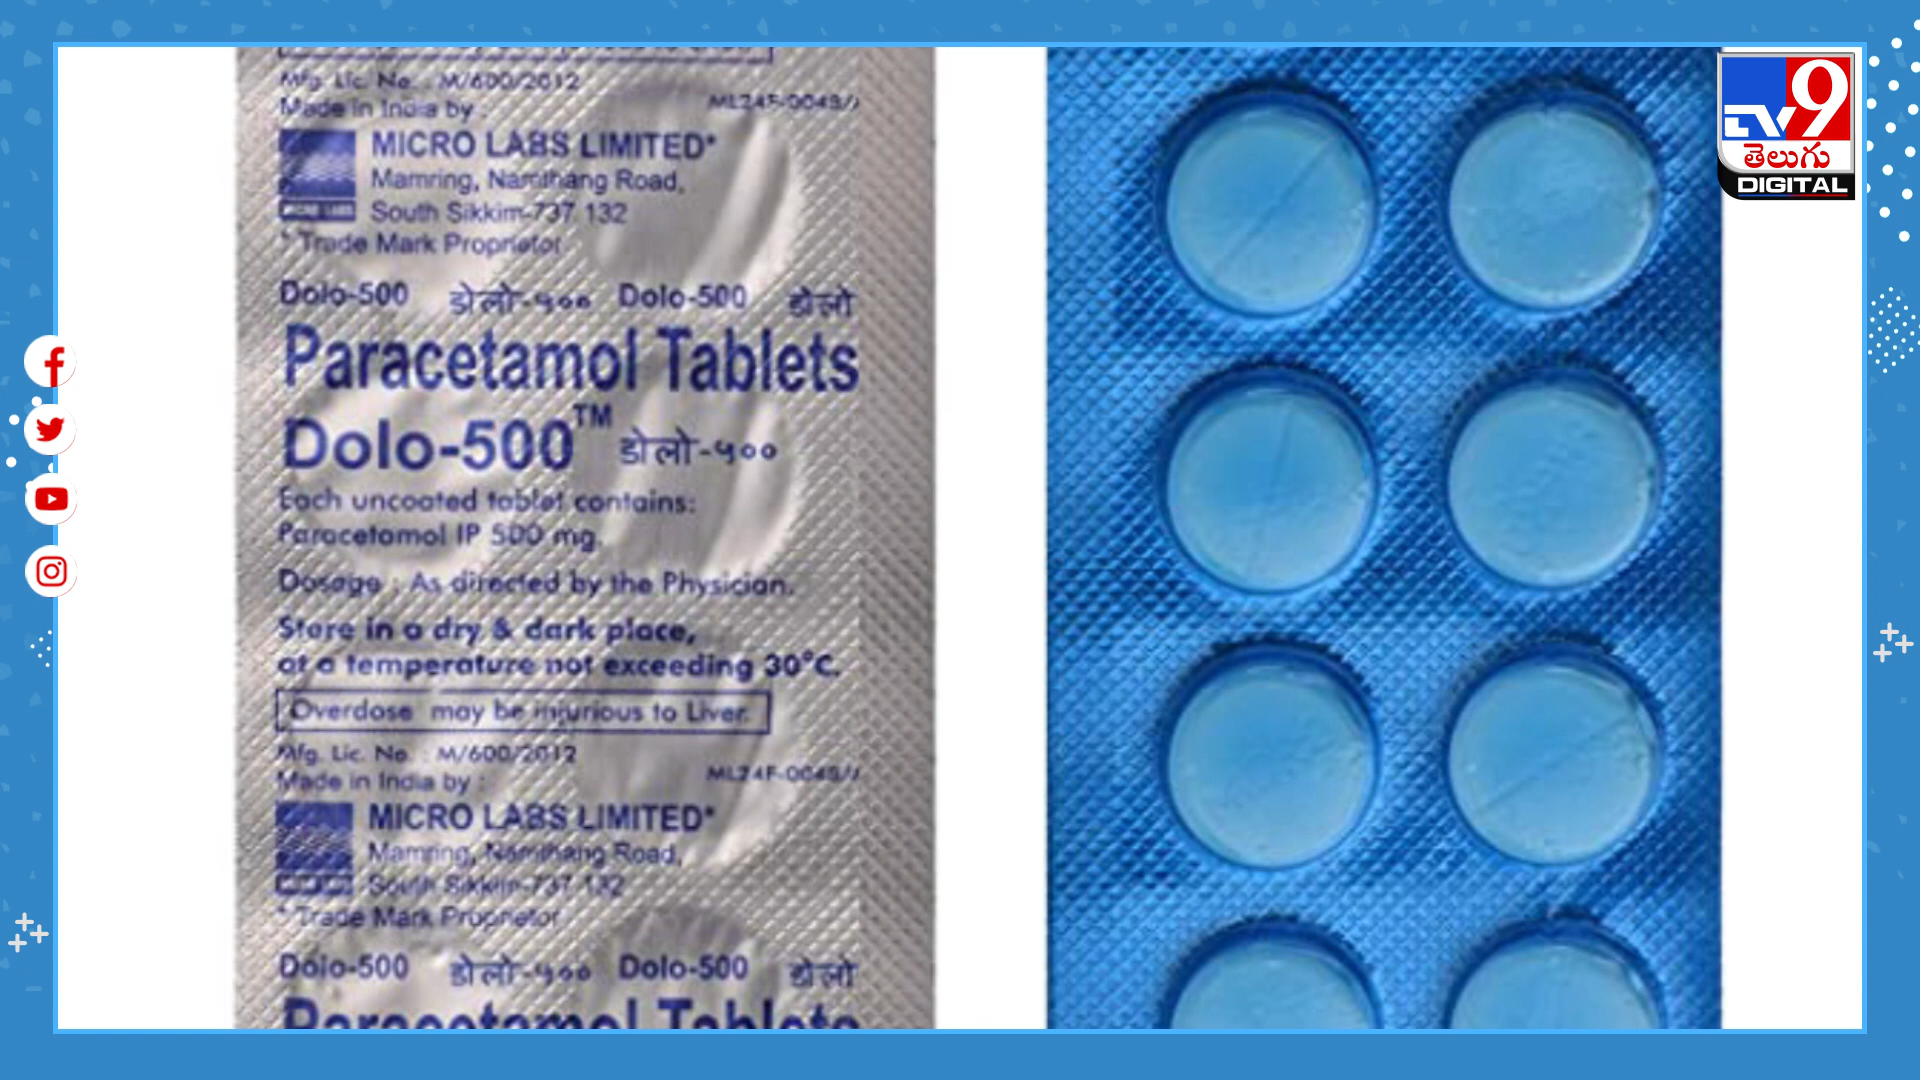 Mfg. Lic. No. : M/600/2012
Made in India by :
MICRO LABS LIMITED*
Mamring, Namthang Road,
South Sikkim-737 132
* Trade Mark Proprietor
Dolo-500 डोलो-५०० Dolo-500 डोलो
Paracetamol Tablets
Dolo-500™ डोलो-५००
Each uncoated tablet contains:
Paracetamol IP 500 mg.
Dosage : As directed by the Physician.
Store in a dry & dark place,
at a temperature not exceeding 30°C.
Overdose may be injurious to Liver.
Mfg. Lic. No. : M/600/2012
Made in India by :
MICRO LABS LIMITED*
Mamring, Namthang Road,
South Sikkim-737 132
* Trade Mark Proprietor
Dolo-500 डोलो-५०० Dolo-500 डोलो
Paracetamol Tablets
TV9
తెలుగు
DIGITAL